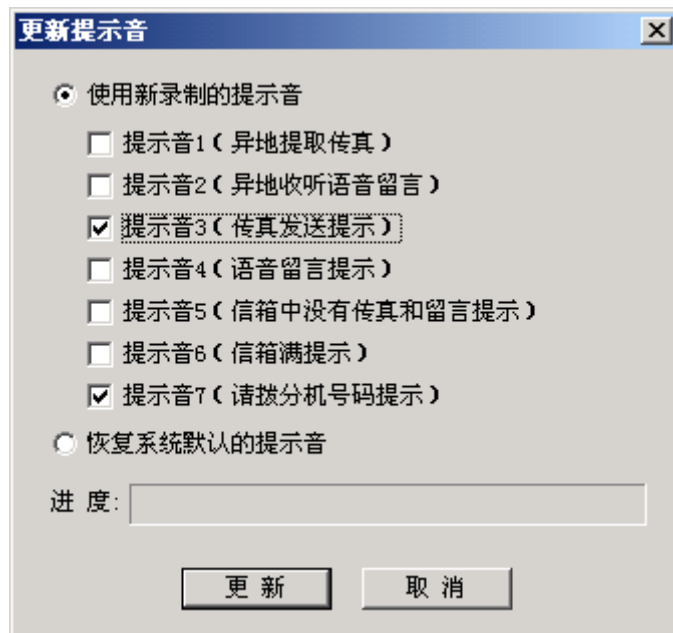 更新提示音
使用新录制的提示音
提示音1(异地提取传真)
提示音2(异地收听语音留言)
提示音3(传真发送提示)
提示音4(语音留言提示)
提示音5(信箱中没有传真和留言提示)
提示音6(信箱满提示)
提示音7(请拨分机号码提示)
恢复系统默认的提示音
进 度:
更 新 取 消